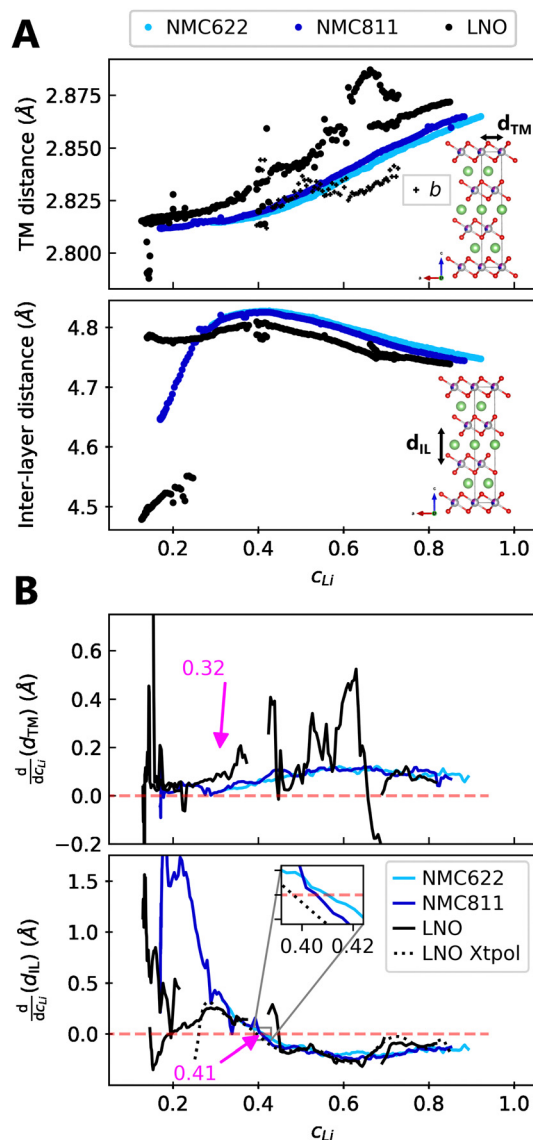 A
NMC622 NMC811 LNO
TM distance (Å)
2.875
2.850
2.825
2.800
d_TM
+ b
Inter-layer distance (Å)
4.8
4.7
4.6
4.5
d_IL
0.2 0.4 0.6 0.8 1.0
c_Li
B
d/dc_Li (d_TM) (Å)
0.6
0.4
0.2
0.0
−0.2
0.32
d/dc_Li (d_IL) (Å)
1.5
1.0
0.5
0.0
0.40 0.42
NMC622
NMC811
LNO
LNO Xtpol
0.41
0.2 0.4 0.6 0.8 1.0
c_Li